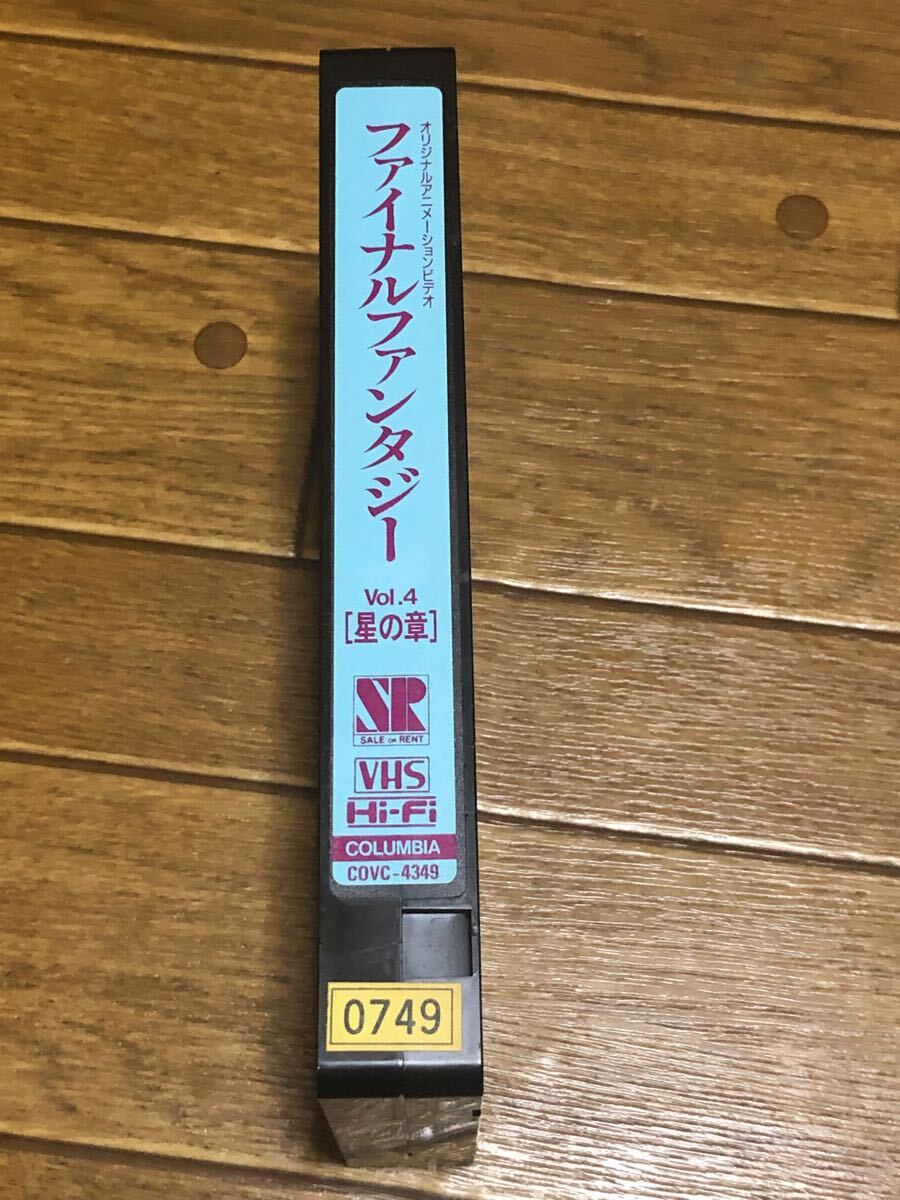 オリジナルアニメーションビデオ
ファイナルファンタジー
Vol.4
[星の章]
SR
SALE OR RENT
VHS
Hi-Fi
COLUMBIA
COVC-4349
0749